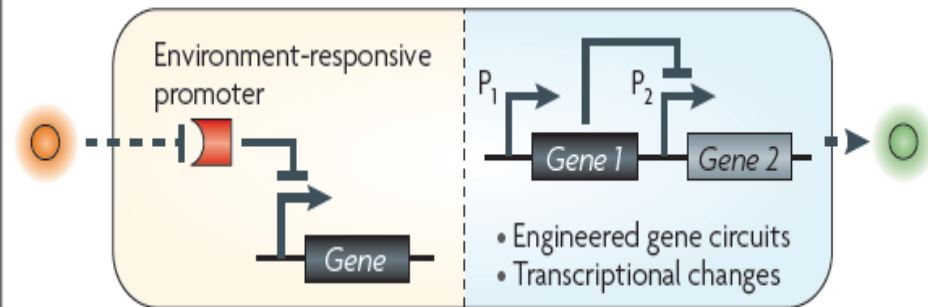 Environment-responsive
promoter
Gene
P₁
P₂
Gene 1
Gene 2
• Engineered gene circuits
• Transcriptional changes